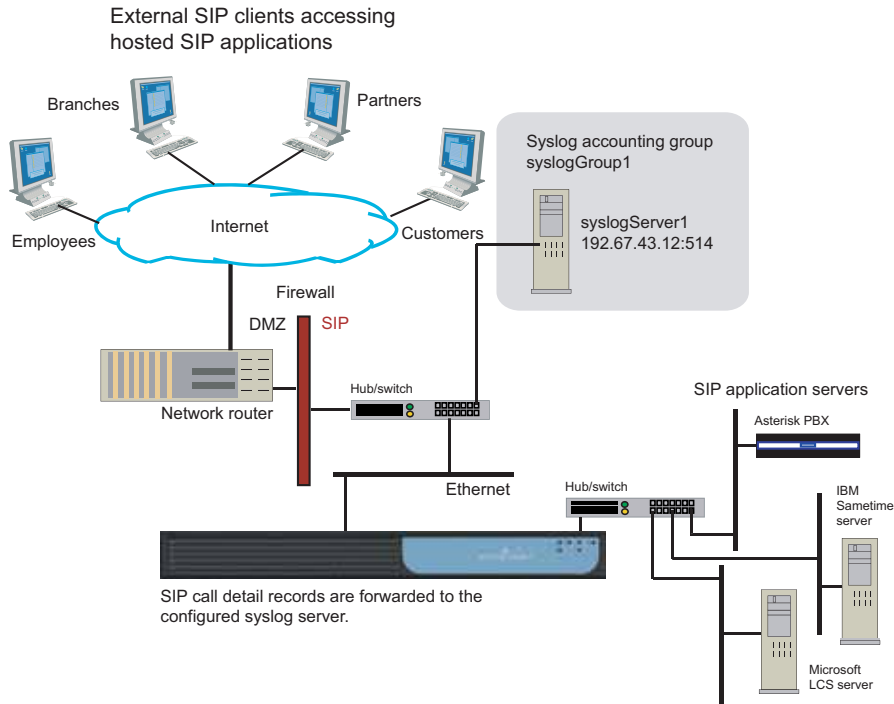 External SIP clients accessing
hosted SIP applications
Branches
Partners
Employees
Internet
Customers
Syslog accounting group
syslogGroup1
syslogServer1
192.67.43.12:514
Firewall
DMZ
SIP
Network router
Hub/switch
Ethernet
SIP application servers
Asterisk PBX
Hub/switch
IBM
Sametime
server
SIP call detail records are forwarded to the
configured syslog server.
Microsoft
LCS server